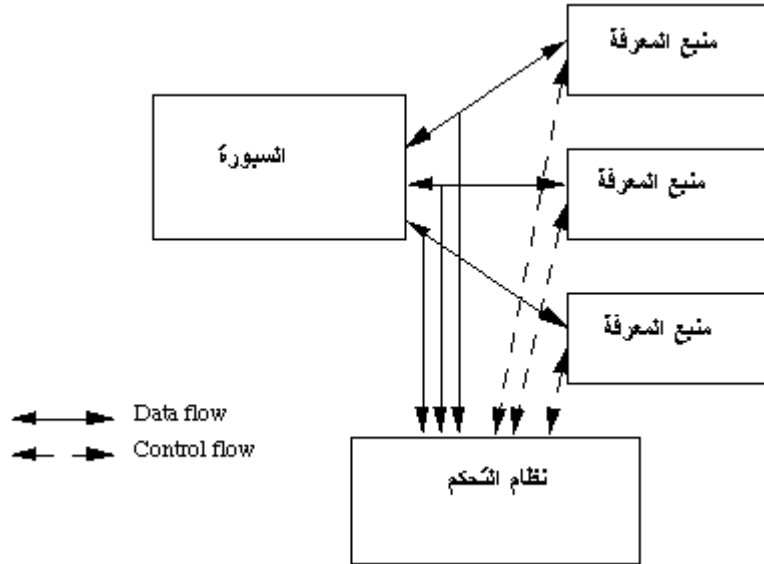 منبع المعرفة
السبورة
منبع المعرفة
منبع المعرفة
Data flow
Control flow
نظام التحكم